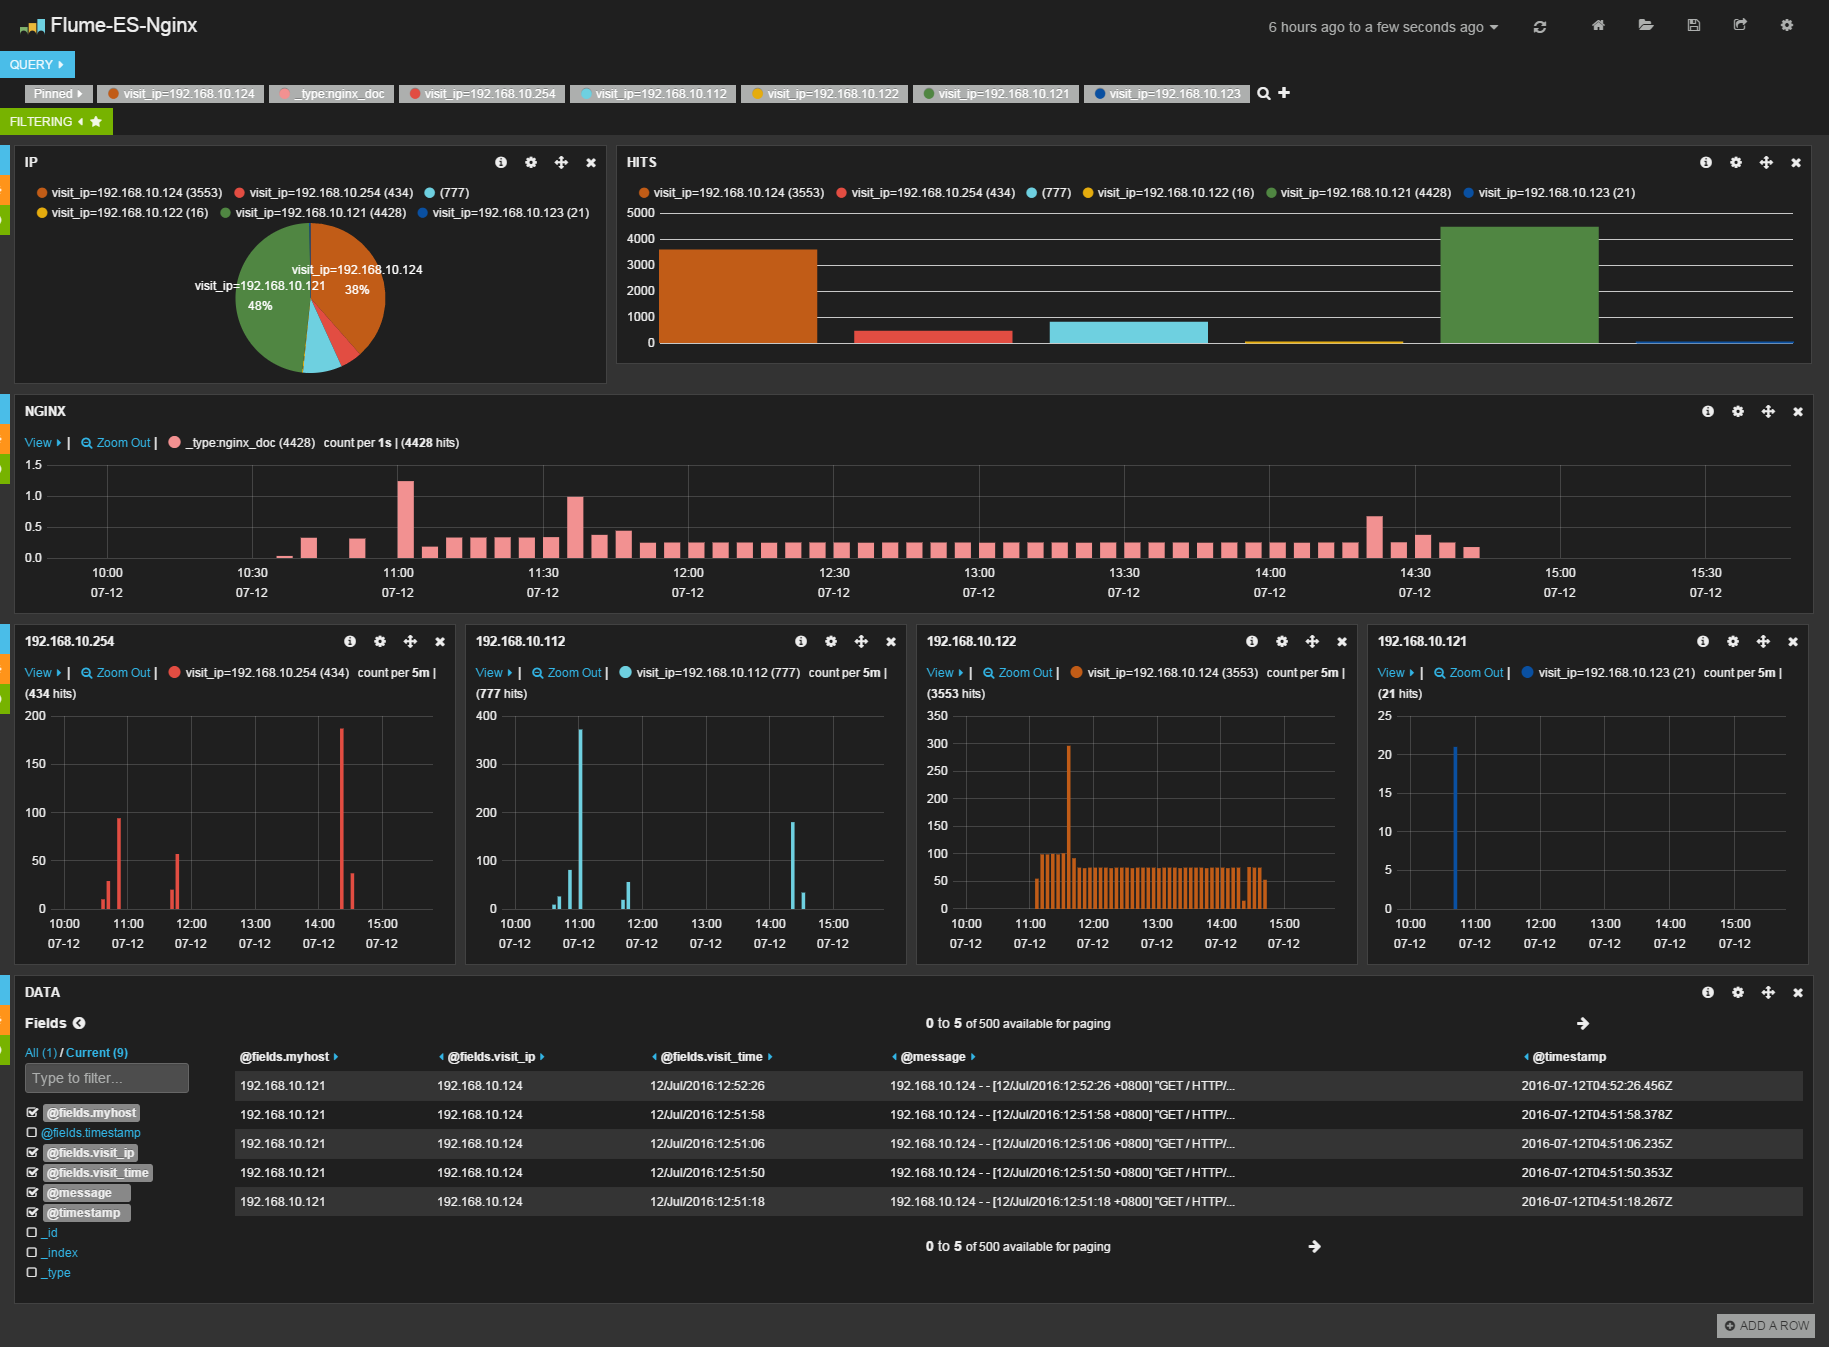 Flume-ES-Nginx
6 hours ago to a few seconds ago
QUERY
Pinned visit_ip=192.168.10.124 _type:nginx_doc visit_ip=192.168.10.254 visit_ip=192.168.10.112 visit_ip=192.168.10.122 visit_ip=192.168.10.121 visit_ip=192.168.10.123
FILTERING
IP
visit_ip=192.168.10.124 (3553) visit_ip=192.168.10.254 (434) (777)
visit_ip=192.168.10.122 (16) visit_ip=192.168.10.121 (4428) visit_ip=192.168.10.123 (21)
visit_ip=192.168.10.124
38%
visit_ip=192.168.10.121
48%
HITS
visit_ip=192.168.10.124 (3553) visit_ip=192.168.10.254 (434) (777) visit_ip=192.168.10.122 (16) visit_ip=192.168.10.121 (4428) visit_ip=192.168.10.123 (21)
5000
4000
3000
2000
1000
0
NGINX
View | Zoom Out | _type:nginx_doc (4428) count per 1s | (4428 hits)
1.5
1.0
0.5
0.0
10:00 10:30 11:00 11:30 12:00 12:30 13:00 13:30 14:00 14:30 15:00 15:30
07-12 07-12 07-12 07-12 07-12 07-12 07-12 07-12 07-12 07-12 07-12 07-12
192.168.10.254
View | Zoom Out | visit_ip=192.168.10.254 (434) count per 5m |
(434 hits)
200
150
100
50
0
10:00 11:00 12:00 13:00 14:00 15:00
07-12 07-12 07-12 07-12 07-12 07-12
192.168.10.112
View | Zoom Out | visit_ip=192.168.10.112 (777) count per 5m |
(777 hits)
400
300
200
100
0
10:00 11:00 12:00 13:00 14:00 15:00
07-12 07-12 07-12 07-12 07-12 07-12
192.168.10.122
View | Zoom Out | visit_ip=192.168.10.124 (3553) count per 5m |
(3553 hits)
350
300
250
200
150
100
50
0
10:00 11:00 12:00 13:00 14:00 15:00
07-12 07-12 07-12 07-12 07-12 07-12
192.168.10.121
View | Zoom Out | visit_ip=192.168.10.123 (21) count per 5m |
(21 hits)
25
20
15
10
5
0
10:00 11:00 12:00 13:00 14:00 15:00
07-12 07-12 07-12 07-12 07-12 07-12
DATA
Fields
All (1) / Current (9)
Type to filter...
@fields.myhost
@fields.timestamp
@fields.visit_ip
@fields.visit_time
@message
@timestamp
_id
_index
_type
0 to 5 of 500 available for paging
@fields.myhost @fields.visit_ip @fields.visit_time @message @timestamp
192.168.10.121 192.168.10.124 12/Jul/2016:12:52:26 192.168.10.124 - - [12/Jul/2016:12:52:26 +0800] "GET / HTTP/... 2016-07-12T04:52:26.456Z
192.168.10.121 192.168.10.124 12/Jul/2016:12:51:58 192.168.10.124 - - [12/Jul/2016:12:51:58 +0800] "GET / HTTP/... 2016-07-12T04:51:58.378Z
192.168.10.121 192.168.10.124 12/Jul/2016:12:51:06 192.168.10.124 - - [12/Jul/2016:12:51:06 +0800] "GET / HTTP/... 2016-07-12T04:51:06.235Z
192.168.10.121 192.168.10.124 12/Jul/2016:12:51:50 192.168.10.124 - - [12/Jul/2016:12:51:50 +0800] "GET / HTTP/... 2016-07-12T04:51:50.353Z
192.168.10.121 192.168.10.124 12/Jul/2016:12:51:18 192.168.10.124 - - [12/Jul/2016:12:51:18 +0800] "GET / HTTP/... 2016-07-12T04:51:18.267Z
0 to 5 of 500 available for paging
ADD A ROW